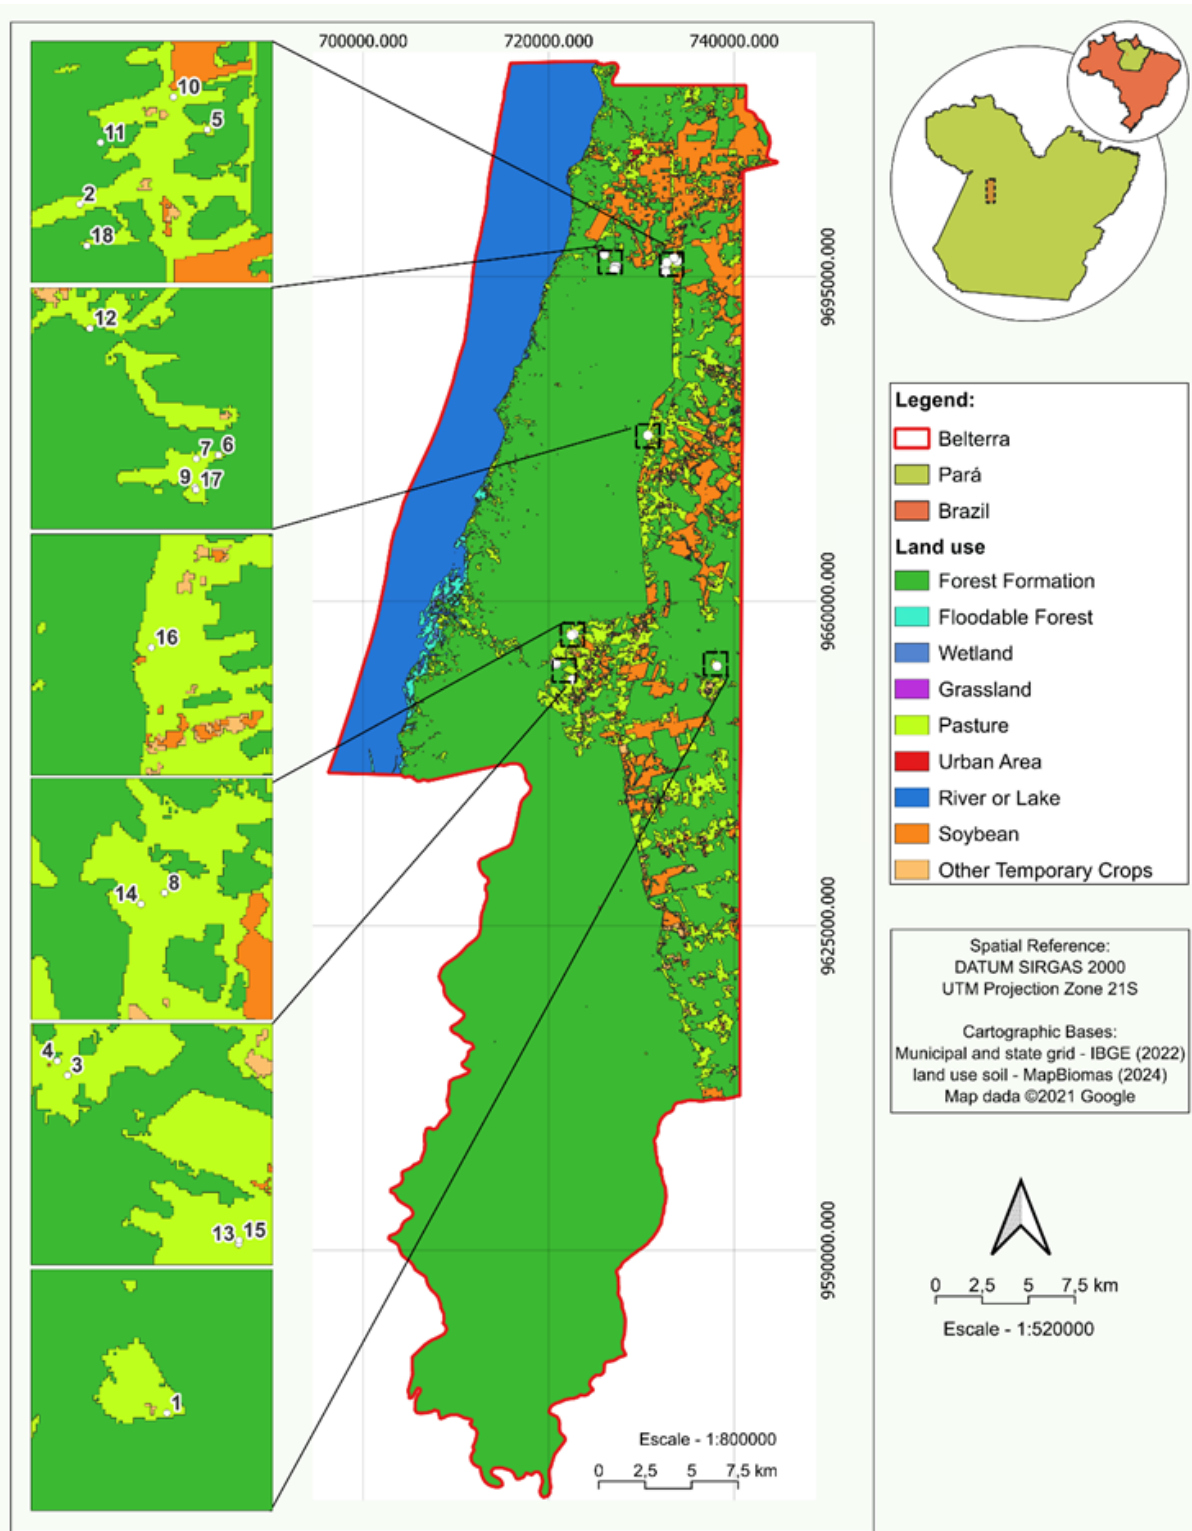 700000.000 720000.000 740000.000
10
5
11
2
18
12
7 6
9 17
16
8
14
4
3
13 15
1
9695000.000
9660000.000
9625000.000
9590000.000
Escale - 1:800000
0 2,5 5 7,5 km
Legend:
Belterra
Pará
Brazil
Land use
Forest Formation
Floodable Forest
Wetland
Grassland
Pasture
Urban Area
River or Lake
Soybean
Other Temporary Crops
Spatial Reference:
DATUM SIRGAS 2000
UTM Projection Zone 21S
Cartographic Bases:
Municipal and state grid - IBGE (2022)
land use soil - MapBiomas (2024)
Map dada ©2021 Google
0 2,5 5 7,5 km
Escale - 1:520000